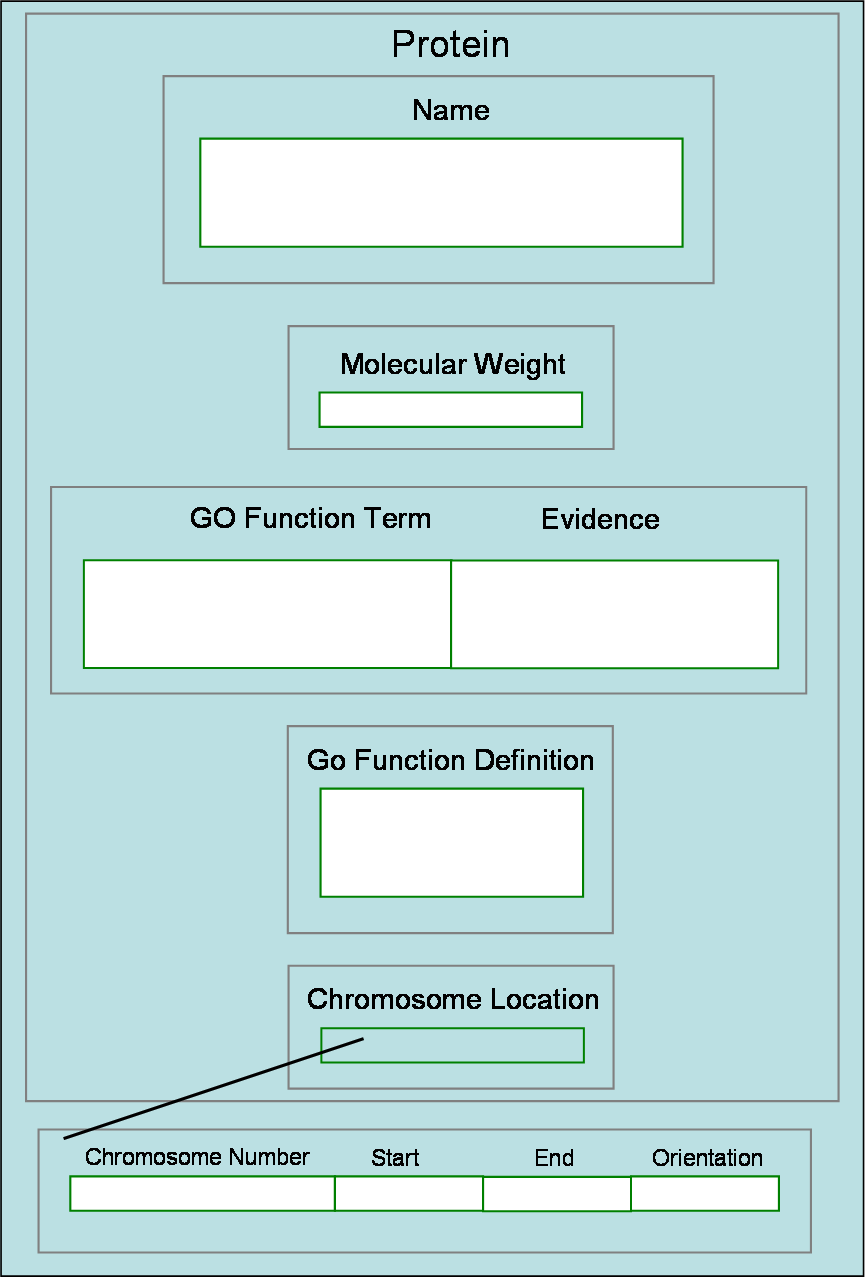 Protein
Name
Molecular Weight
GO Function Term Evidence
Go Function Definition
Chromosome Location
Chromosome Number Start End Orientation